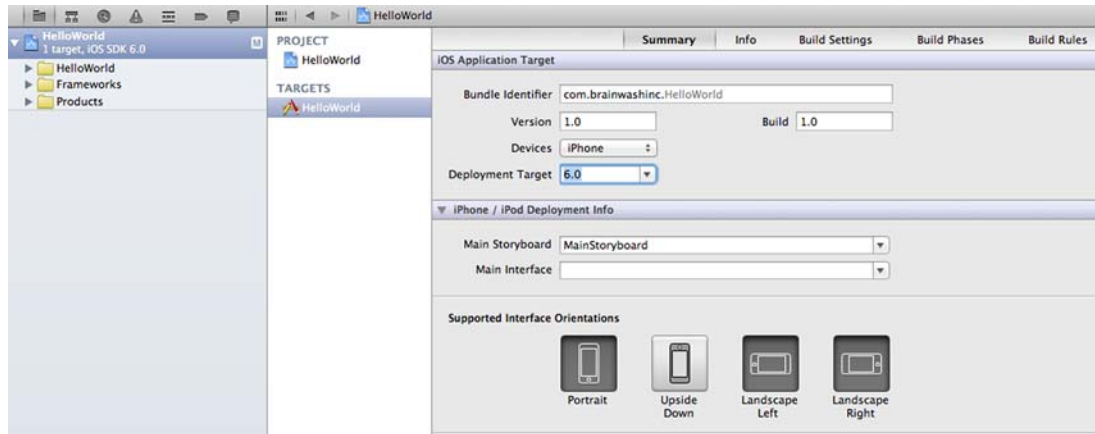 HelloWorld
HelloWorld
1 target, iOS SDK 6.0
M
HelloWorld
Frameworks
Products
PROJECT
HelloWorld
TARGETS
HelloWorld
Summary Info Build Settings Build Phases Build Rules
iOS Application Target
Bundle Identifier com.brainwashinc.HelloWorld
Version 1.0 Build 1.0
Devices iPhone
Deployment Target 6.0
iPhone / iPod Deployment Info
Main Storyboard MainStoryboard
Main Interface
Supported Interface Orientations
Portrait
Upside
Down
Landscape
Left
Landscape
Right